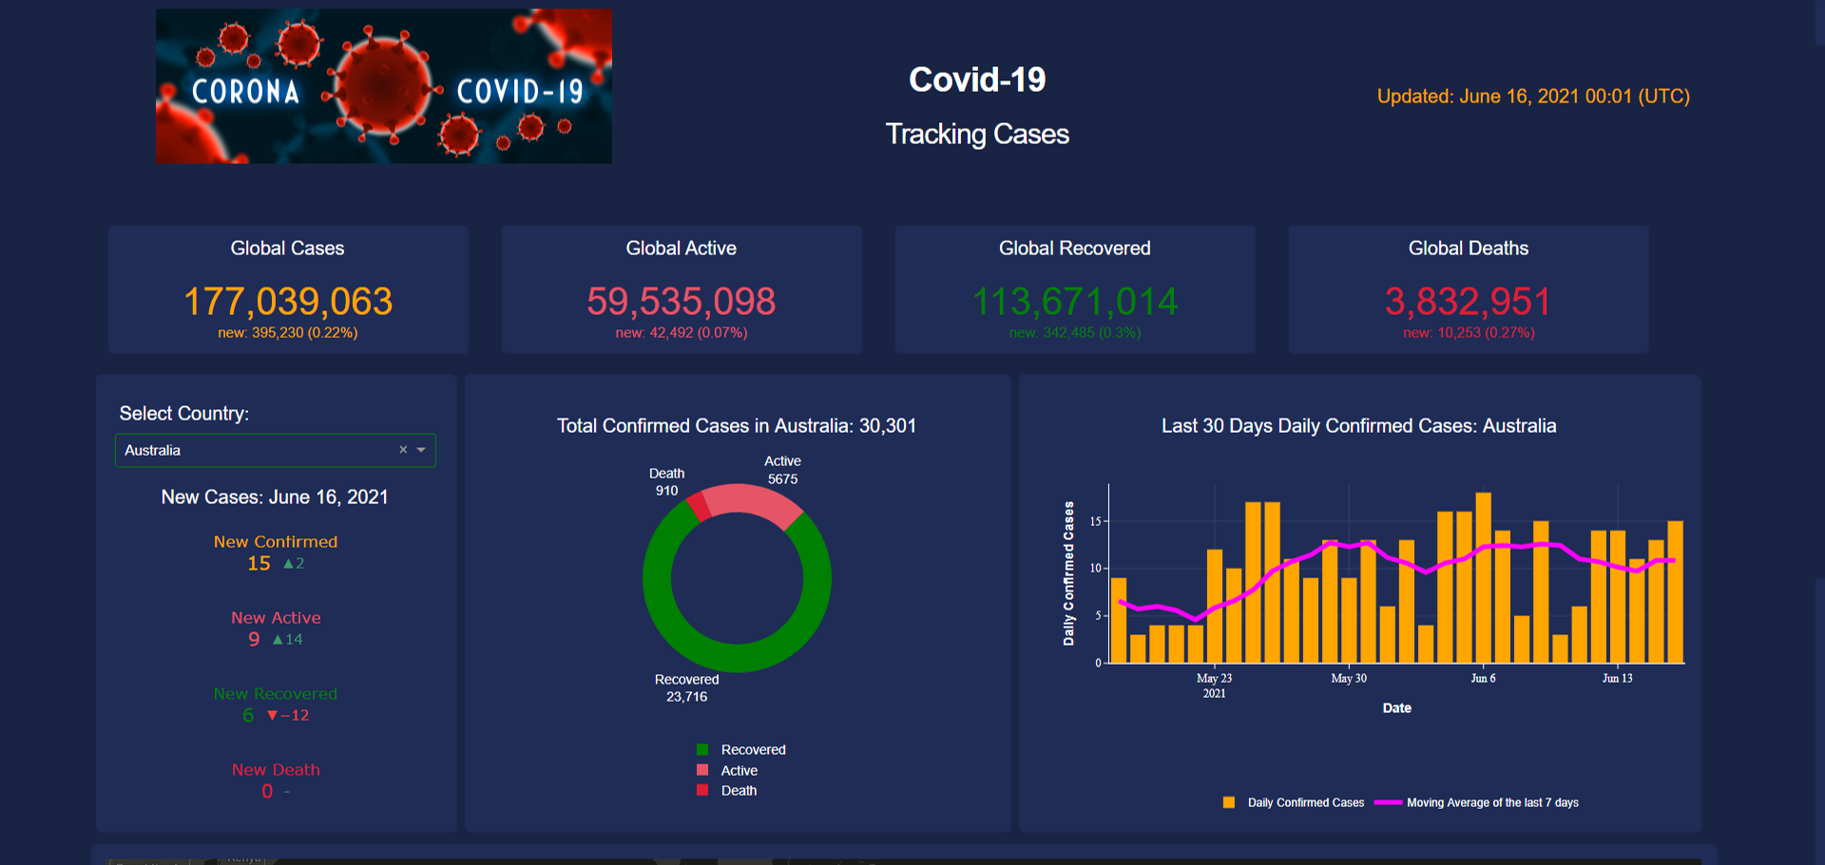 CORONA COVID-19
Covid-19
Tracking Cases
Updated: June 16, 2021 00:01 (UTC)
Global Cases
177,039,063
new: 395,230 (0.22%)
Global Active
59,535,098
new: 42,492 (0.07%)
Global Recovered
113,671,014
new: 342,485 (0.3%)
Global Deaths
3,832,951
new: 10,253 (0.27%)
Select Country:
Australia × 
New Cases: June 16, 2021
New Confirmed
15 ▲2
New Active
9 ▲14
New Recovered
6 ▼−12
New Death
0 -
Total Confirmed Cases in Australia: 30,301
Death
910
Active
5675
Recovered
23,716
Recovered
Active
Death
Last 30 Days Daily Confirmed Cases: Australia
Daily Confirmed Cases
15
10
5
0
May 23
2021
May 30
Jun 6
Jun 13
Date
Daily Confirmed Cases
Moving Average of the last 7 days